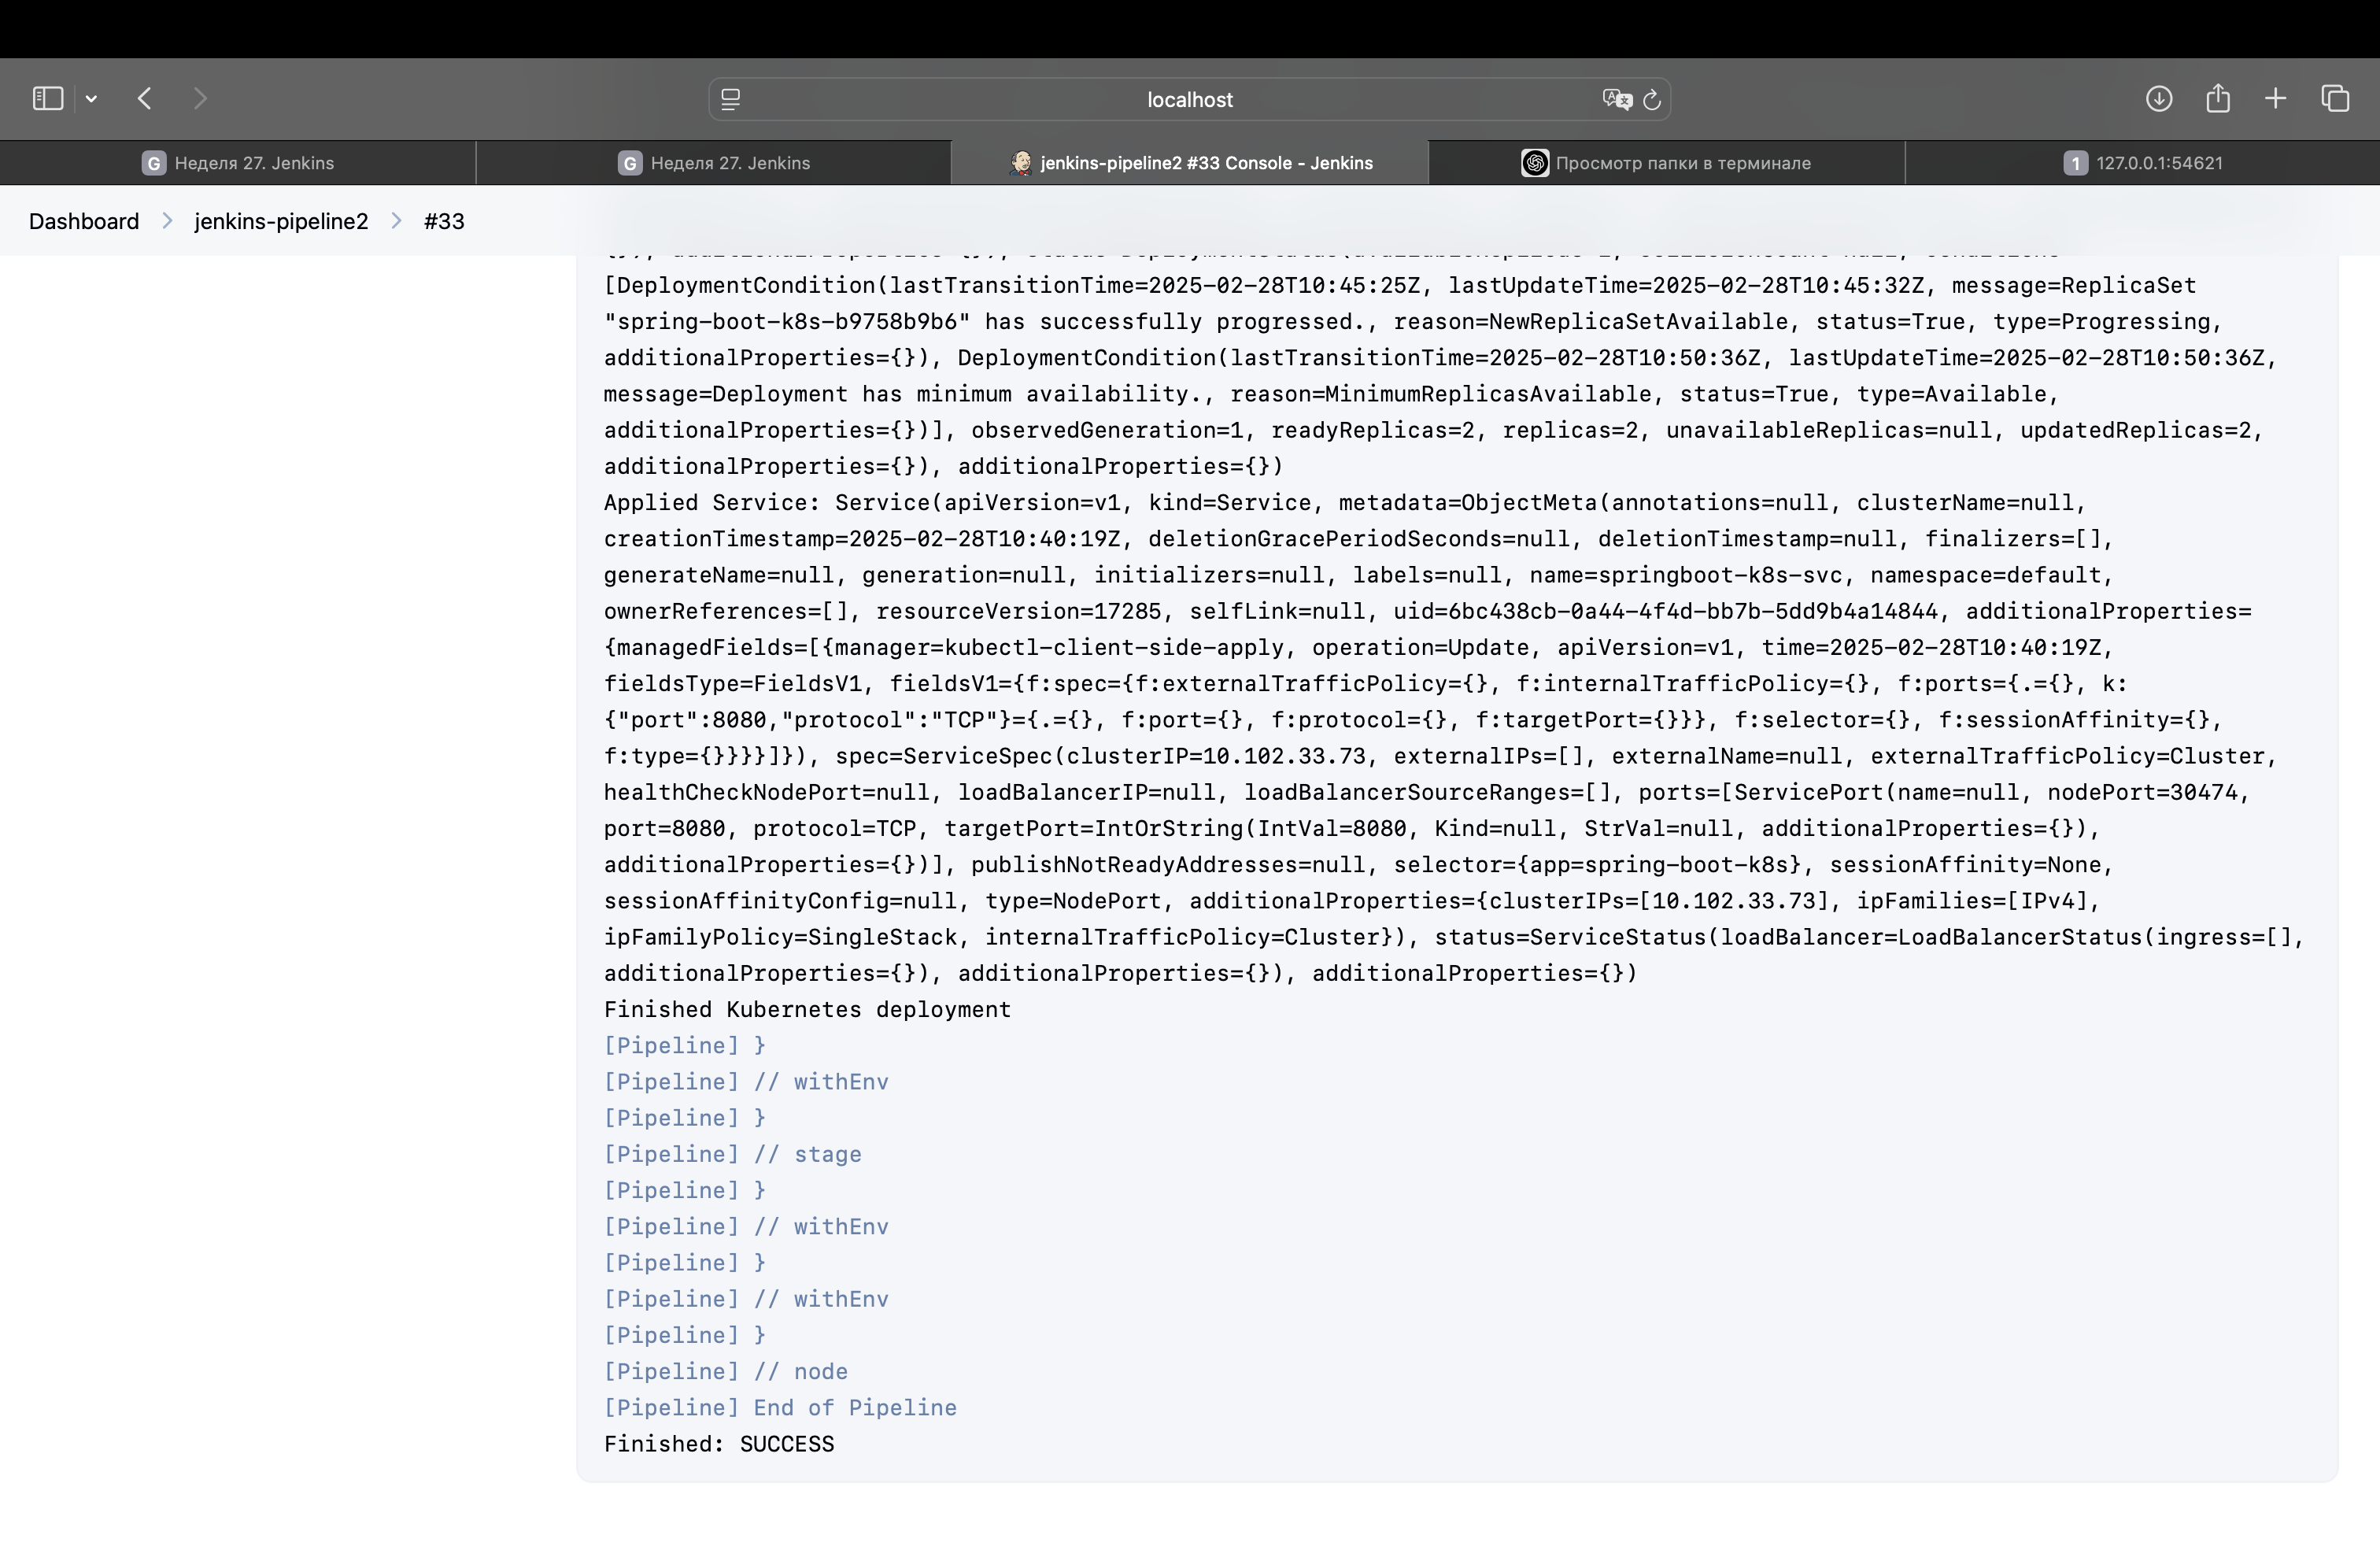 localhost
Неделя 27. Jenkins
Неделя 27. Jenkins
jenkins-pipeline2 #33 Console - Jenkins
Просмотр папки в терминале
127.0.0.1:54621
Dashboard > jenkins-pipeline2 > #33
[DeploymentCondition(lastTransitionTime=2025-02-28T10:45:25Z, lastUpdateTime=2025-02-28T10:45:32Z, message=ReplicaSet
"spring-boot-k8s-b9758b9b6" has successfully progressed., reason=NewReplicaSetAvailable, status=True, type=Progressing,
additionalProperties={}), DeploymentCondition(lastTransitionTime=2025-02-28T10:50:36Z, lastUpdateTime=2025-02-28T10:50:36Z,
message=Deployment has minimum availability., reason=MinimumReplicasAvailable, status=True, type=Available,
additionalProperties={})], observedGeneration=1, readyReplicas=2, replicas=2, unavailableReplicas=null, updatedReplicas=2,
additionalProperties={}), additionalProperties={})
Applied Service: Service(apiVersion=v1, kind=Service, metadata=ObjectMeta(annotations=null, clusterName=null,
creationTimestamp=2025-02-28T10:40:19Z, deletionGracePeriodSeconds=null, deletionTimestamp=null, finalizers=[],
generateName=null, generation=null, initializers=null, labels=null, name=springboot-k8s-svc, namespace=default,
ownerReferences=[], resourceVersion=17285, selfLink=null, uid=6bc438cb-0a44-4f4d-bb7b-5dd9b4a14844, additionalProperties=
{managedFields=[{manager=kubectl-client-side-apply, operation=Update, apiVersion=v1, time=2025-02-28T10:40:19Z,
fieldsType=FieldsV1, fieldsV1={f:spec={f:externalTrafficPolicy={}, f:internalTrafficPolicy={}, f:ports={.={}, k:
{"port":8080,"protocol":"TCP"}={.={}, f:port={}, f:protocol={}, f:targetPort={}}}, f:selector={}, f:sessionAffinity={},
f:type={}}}}]}), spec=ServiceSpec(clusterIP=10.102.33.73, externalIPs=[], externalName=null, externalTrafficPolicy=Cluster,
healthCheckNodePort=null, loadBalancerIP=null, loadBalancerSourceRanges=[], ports=[ServicePort(name=null, nodePort=30474,
port=8080, protocol=TCP, targetPort=IntOrString(IntVal=8080, Kind=null, StrVal=null, additionalProperties={}),
additionalProperties={})], publishNotReadyAddresses=null, selector={app=spring-boot-k8s}, sessionAffinity=None,
sessionAffinityConfig=null, type=NodePort, additionalProperties={clusterIPs=[10.102.33.73], ipFamilies=[IPv4],
ipFamilyPolicy=SingleStack, internalTrafficPolicy=Cluster}), status=ServiceStatus(loadBalancer=LoadBalancerStatus(ingress=[],
additionalProperties={}), additionalProperties={}), additionalProperties={})
Finished Kubernetes deployment
[Pipeline] }
[Pipeline] // withEnv
[Pipeline] }
[Pipeline] // stage
[Pipeline] }
[Pipeline] // withEnv
[Pipeline] }
[Pipeline] // withEnv
[Pipeline] }
[Pipeline] // node
[Pipeline] End of Pipeline
Finished: SUCCESS